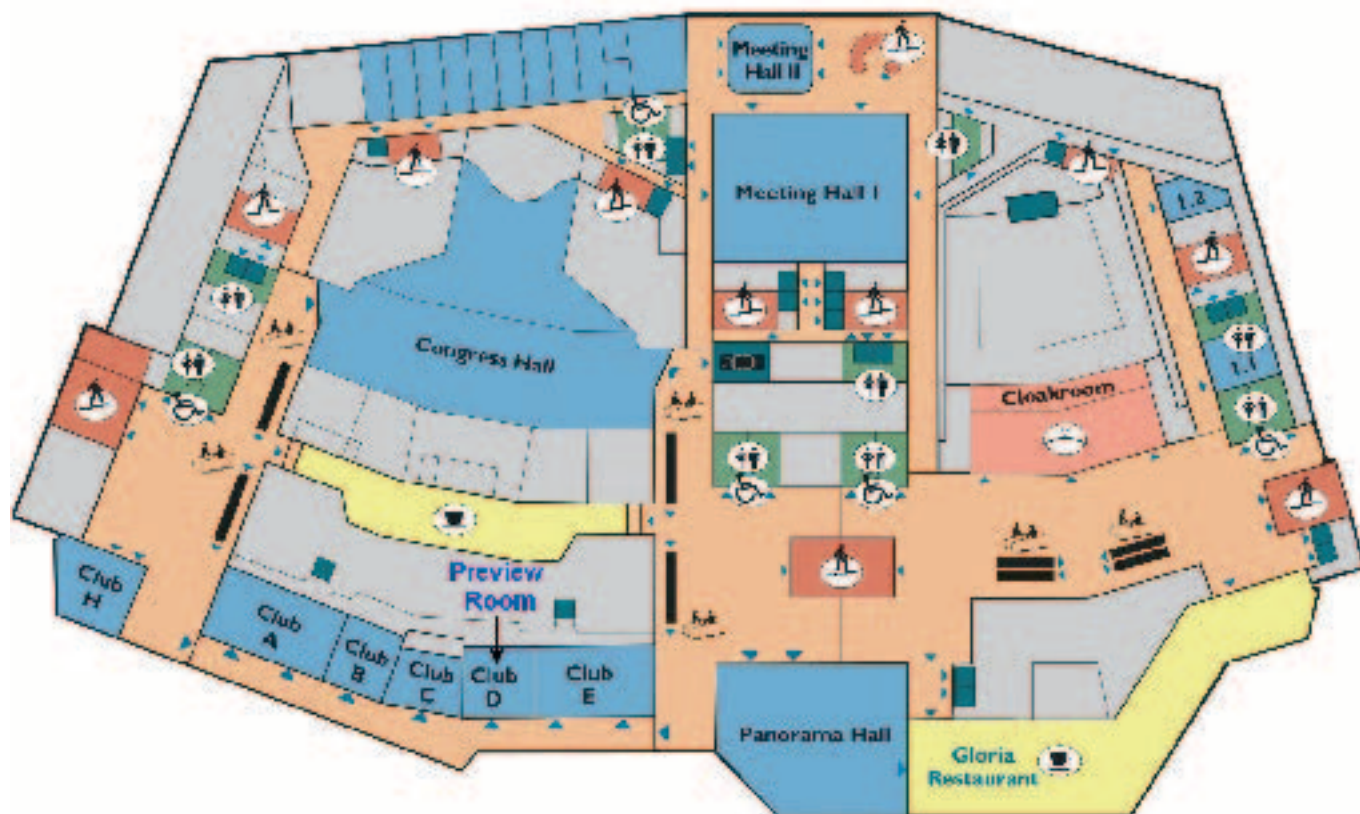 Meeting
Hall II
Meeting Hall I
1.2
Congress Hall
1.1
Cloakroom
Preview
Room
Club
H
Club
A
Club
B
Club
C
Club
D
Club
E
Panorama Hall
Gloria
Restaurant